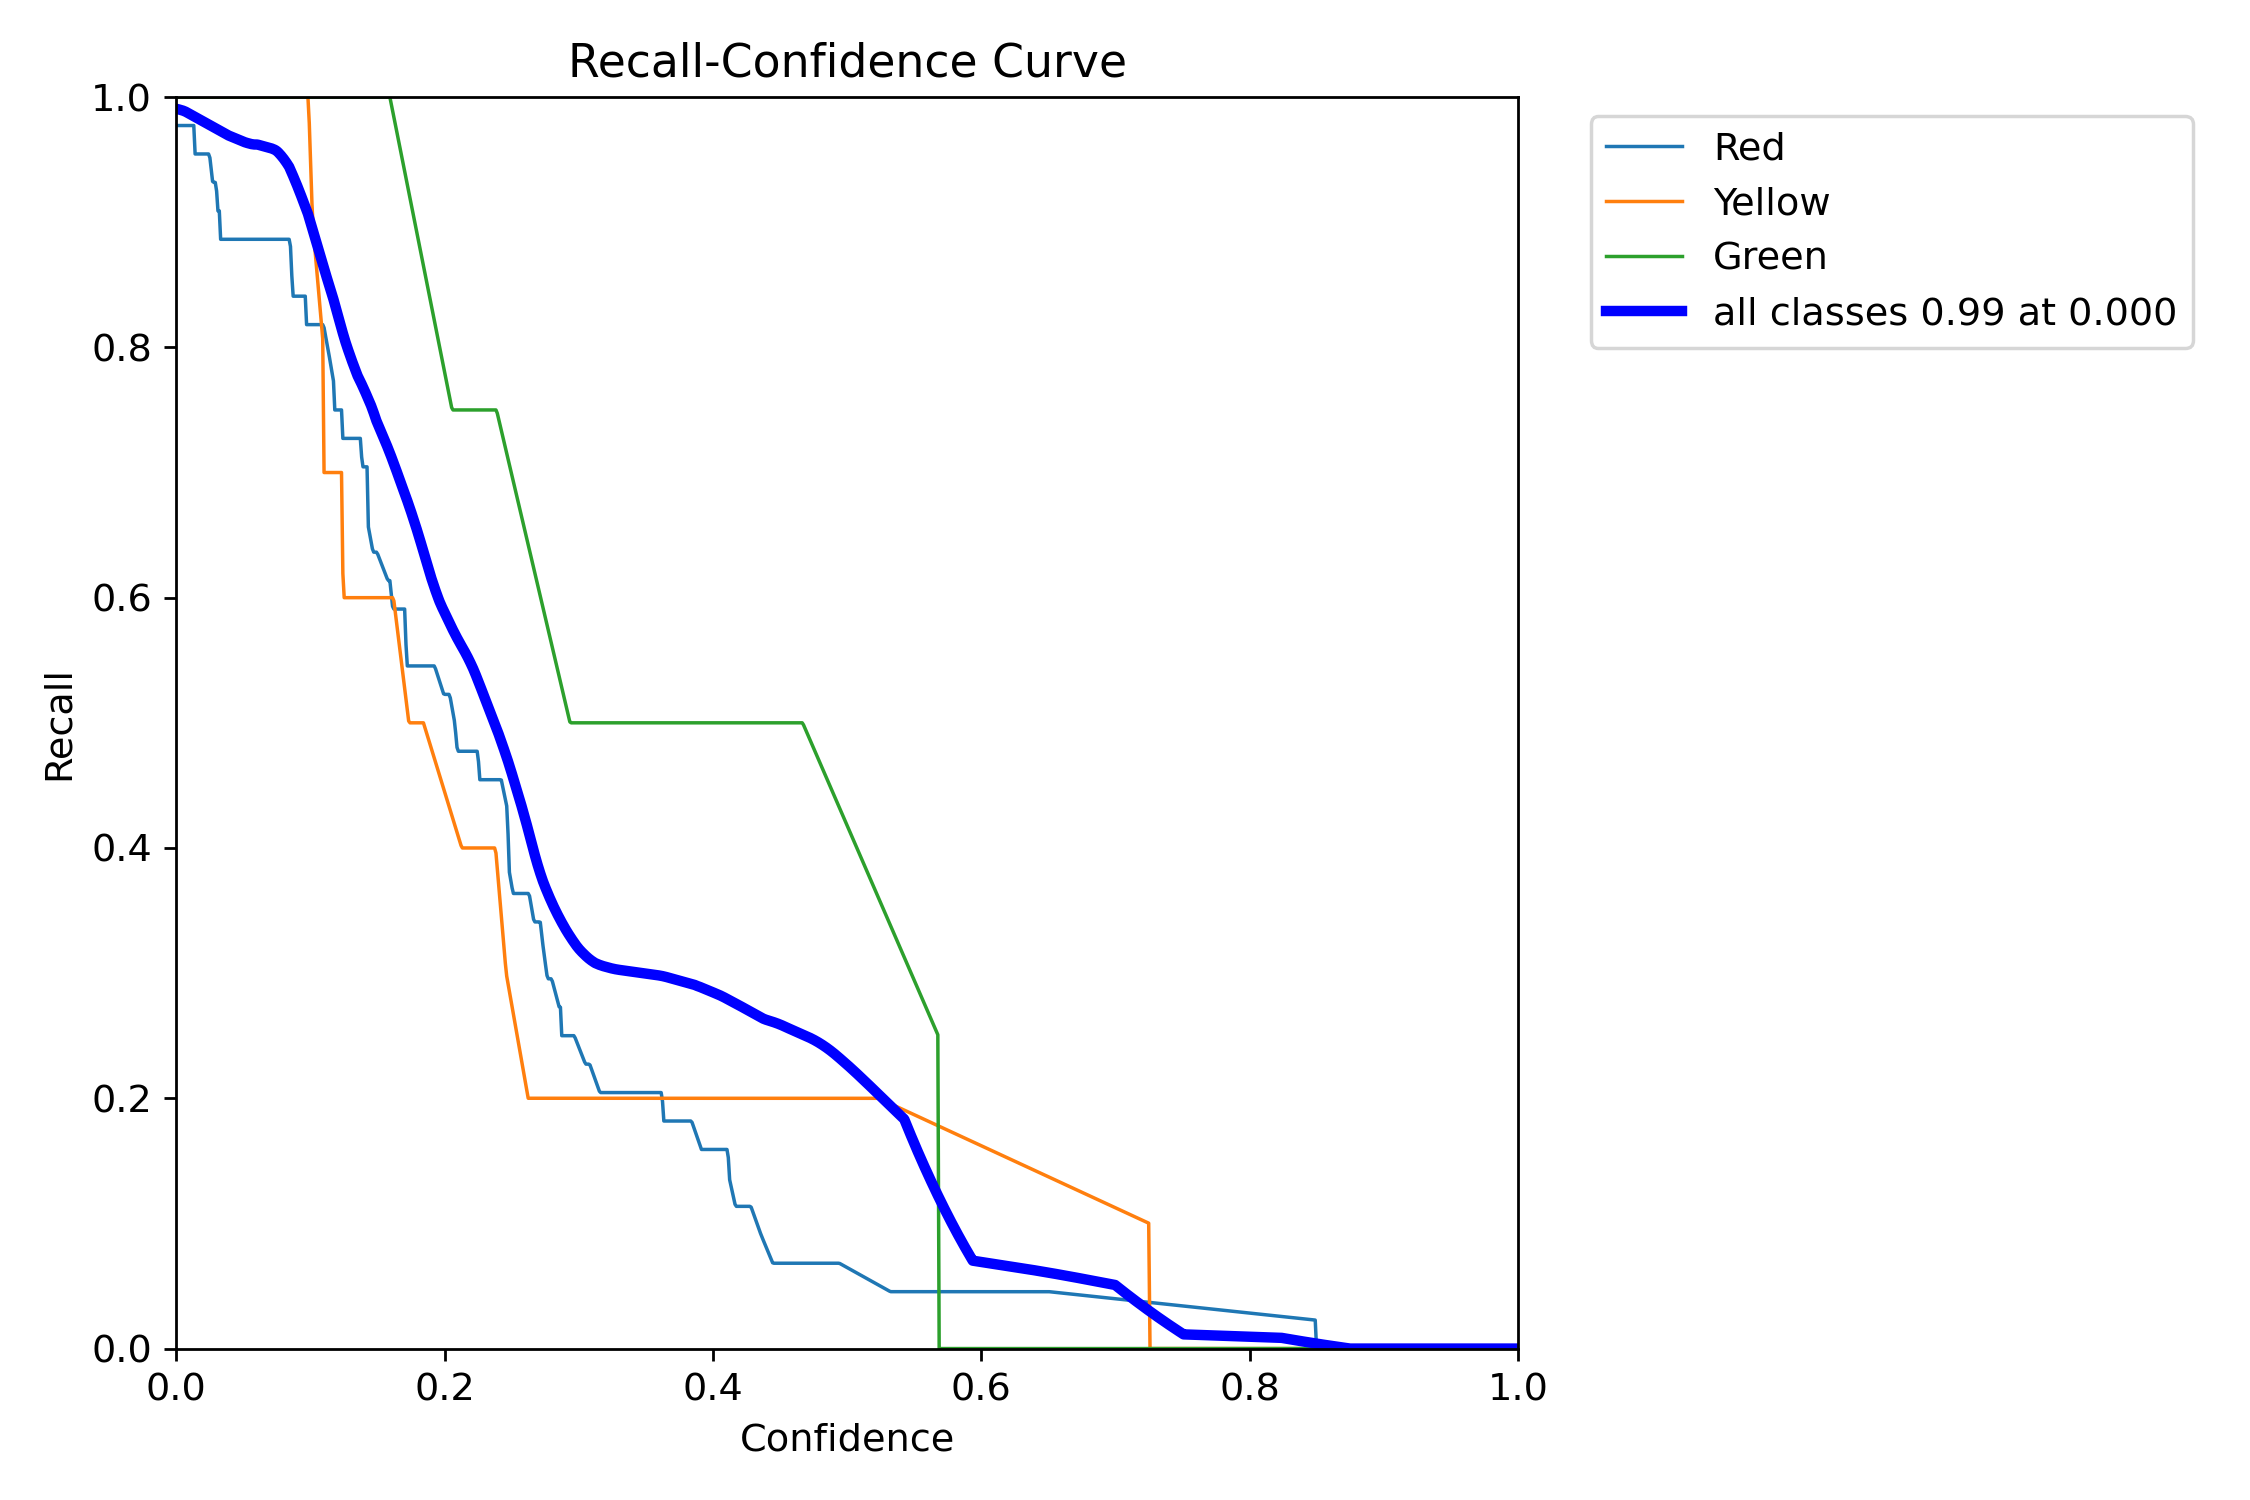 Recall-Confidence Curve
1.0
0.8
0.6
0.4
0.2
0.0
Recall
0.0 0.2 0.4 0.6 0.8 1.0
Confidence
Red
Yellow
Green
all classes 0.99 at 0.000